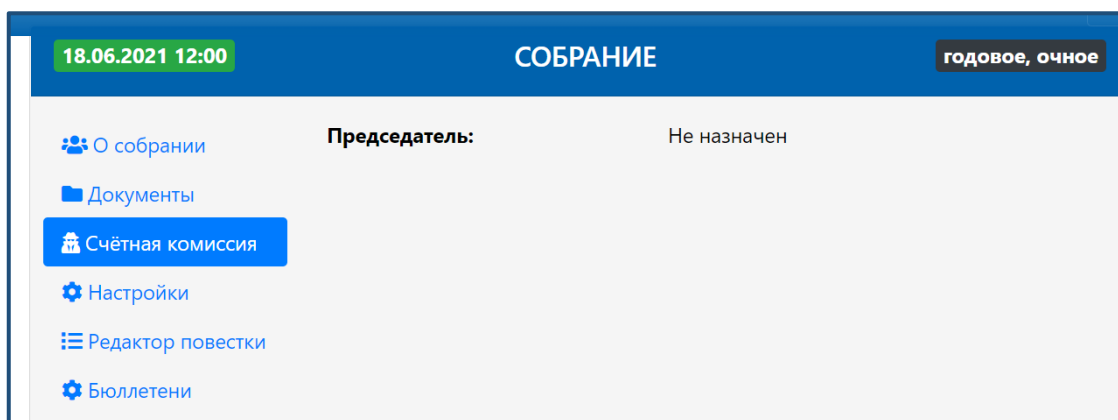 18.06.2021 12:00 СОБРАНИЕ годовое, очное
О собрании
Председатель: Не назначен
Документы
Счётная комиссия
Настройки
Редактор повестки
Бюллетени